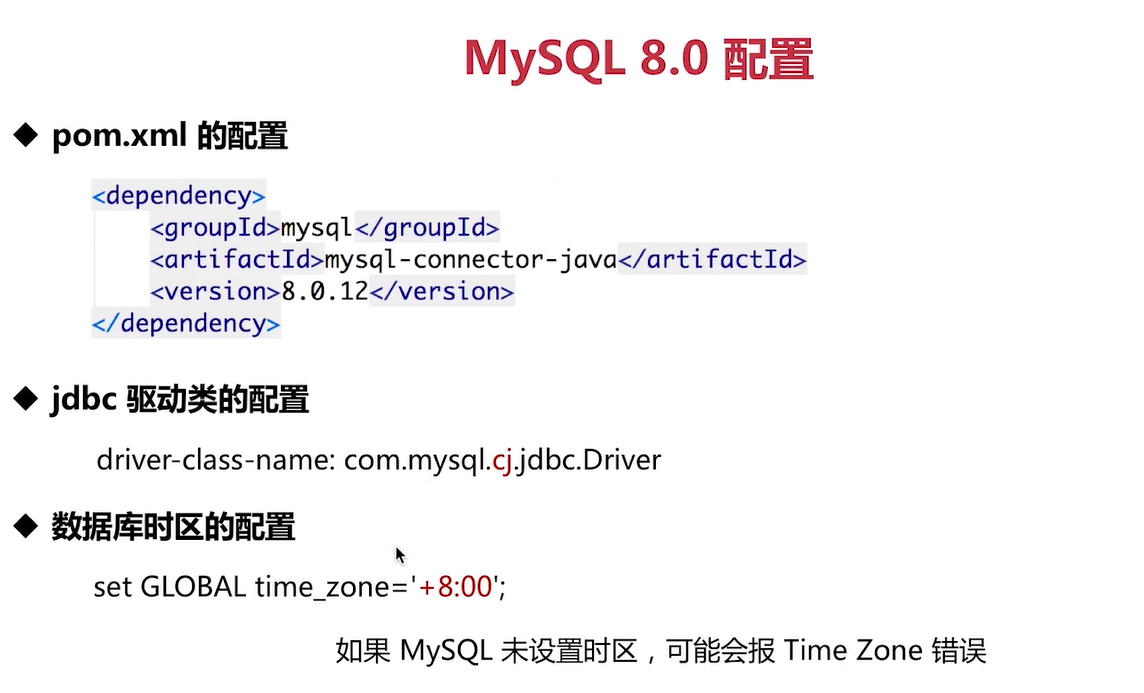 MySQL 8.0 配置
◆ pom.xml 的配置
<dependency>
<groupId>mysql</groupId>
<artifactId>mysql-connector-java</artifactId>
<version>8.0.12</version>
</dependency>
◆ jdbc 驱动类的配置
driver-class-name: com.mysql.cj.jdbc.Driver
◆ 数据库时区的配置
set GLOBAL time_zone='+8:00';
如果 MySQL 未设置时区，可能会报 Time Zone 错误